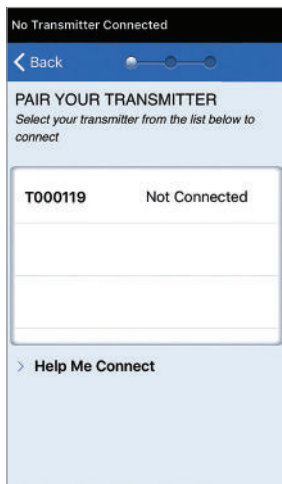 No Transmitter Connected
Back
PAIR YOUR TRANSMITTER
Select your transmitter from the list below to
connect
T000119 Not Connected
Help Me Connect